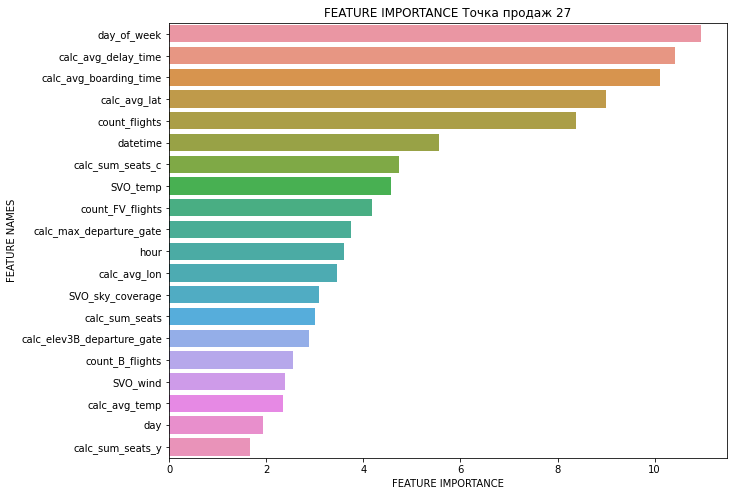 FEATURE IMPORTANCE Точка продаж 27
FEATURE NAMES
day_of_week
calc_avg_delay_time
calc_avg_boarding_time
calc_avg_lat
count_flights
datetime
calc_sum_seats_c
SVO_temp
count_FV_flights
calc_max_departure_gate
hour
calc_avg_lon
SVO_sky_coverage
calc_sum_seats
calc_elev3B_departure_gate
count_B_flights
SVO_wind
calc_avg_temp
day
calc_sum_seats_y
0 2 4 6 8 10
FEATURE IMPORTANCE